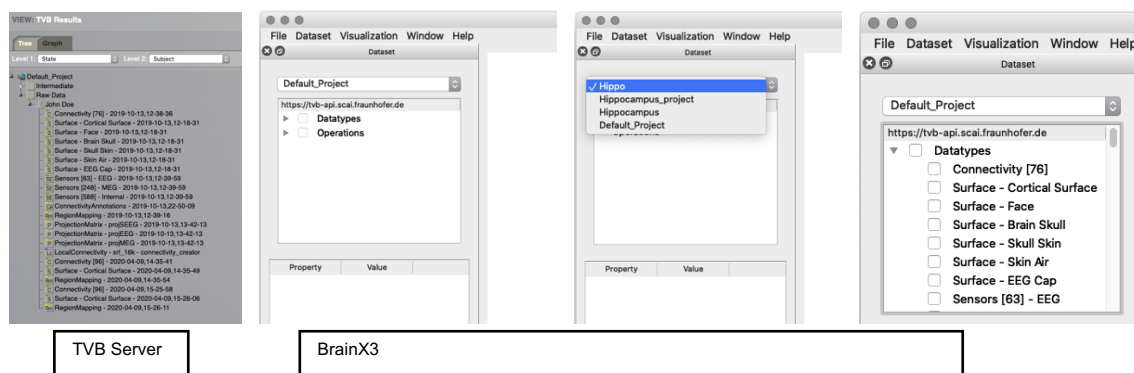 VIEW: TVB Results
Tree Graph
Level 1: State Level 2: Subject
Default_Project
Intermediate
Raw Data
John Doe
Connectivity [76] - 2019-10-13,12-38-36
Surface - Cortical Surface - 2019-10-13,12-18-31
Surface - Face - 2019-10-13,12-18-31
Surface - Brain Skull - 2019-10-13,12-18-31
Surface - Skull Skin - 2019-10-13,12-18-31
Surface - Skin Air - 2019-10-13,12-18-31
Surface - EEG Cap - 2019-10-13,12-18-31
Sensors [63] - EEG - 2019-10-13,12-39-59
Sensors [248] - MEG - 2019-10-13,12-39-59
Sensors [588] - Internal - 2019-10-13,12-39-59
ConnectivityAnnotations - 2019-10-13,22-50-09
RegionMapping - 2019-10-13,12-39-16
ProjectionMatrix - projSEEG - 2019-10-13,13-42-13
ProjectionMatrix - projEEG - 2019-10-13,13-42-13
ProjectionMatrix - projMEG - 2019-10-13,13-42-13
LocalConnectivity - srf_16k - connectivity_creator
Connectivity [96] - 2020-04-09,14-35-41
Surface - Cortical Surface - 2020-04-09,14-35-49
RegionMapping - 2020-04-09,14-35-54
Connectivity [96] - 2020-04-09,15-25-58
Surface - Cortical Surface - 2020-04-09,15-26-06
RegionMapping - 2020-04-09,15-26-11
TVB Server
File Dataset Visualization Window Help
Dataset
Default_Project
https://tvb-api.scai.fraunhofer.de
Datatypes
Operations
Property Value
File Dataset Visualization Window Help
Dataset
✓ Hippo
Hippocampus_project
Hippocampus
Default_Project
Property Value
File Dataset Visualization Window Help
Dataset
Default_Project
https://tvb-api.scai.fraunhofer.de
Datatypes
Connectivity [76]
Surface - Cortical Surface
Surface - Face
Surface - Brain Skull
Surface - Skull Skin
Surface - Skin Air
Surface - EEG Cap
Sensors [63] - EEG
BrainX3